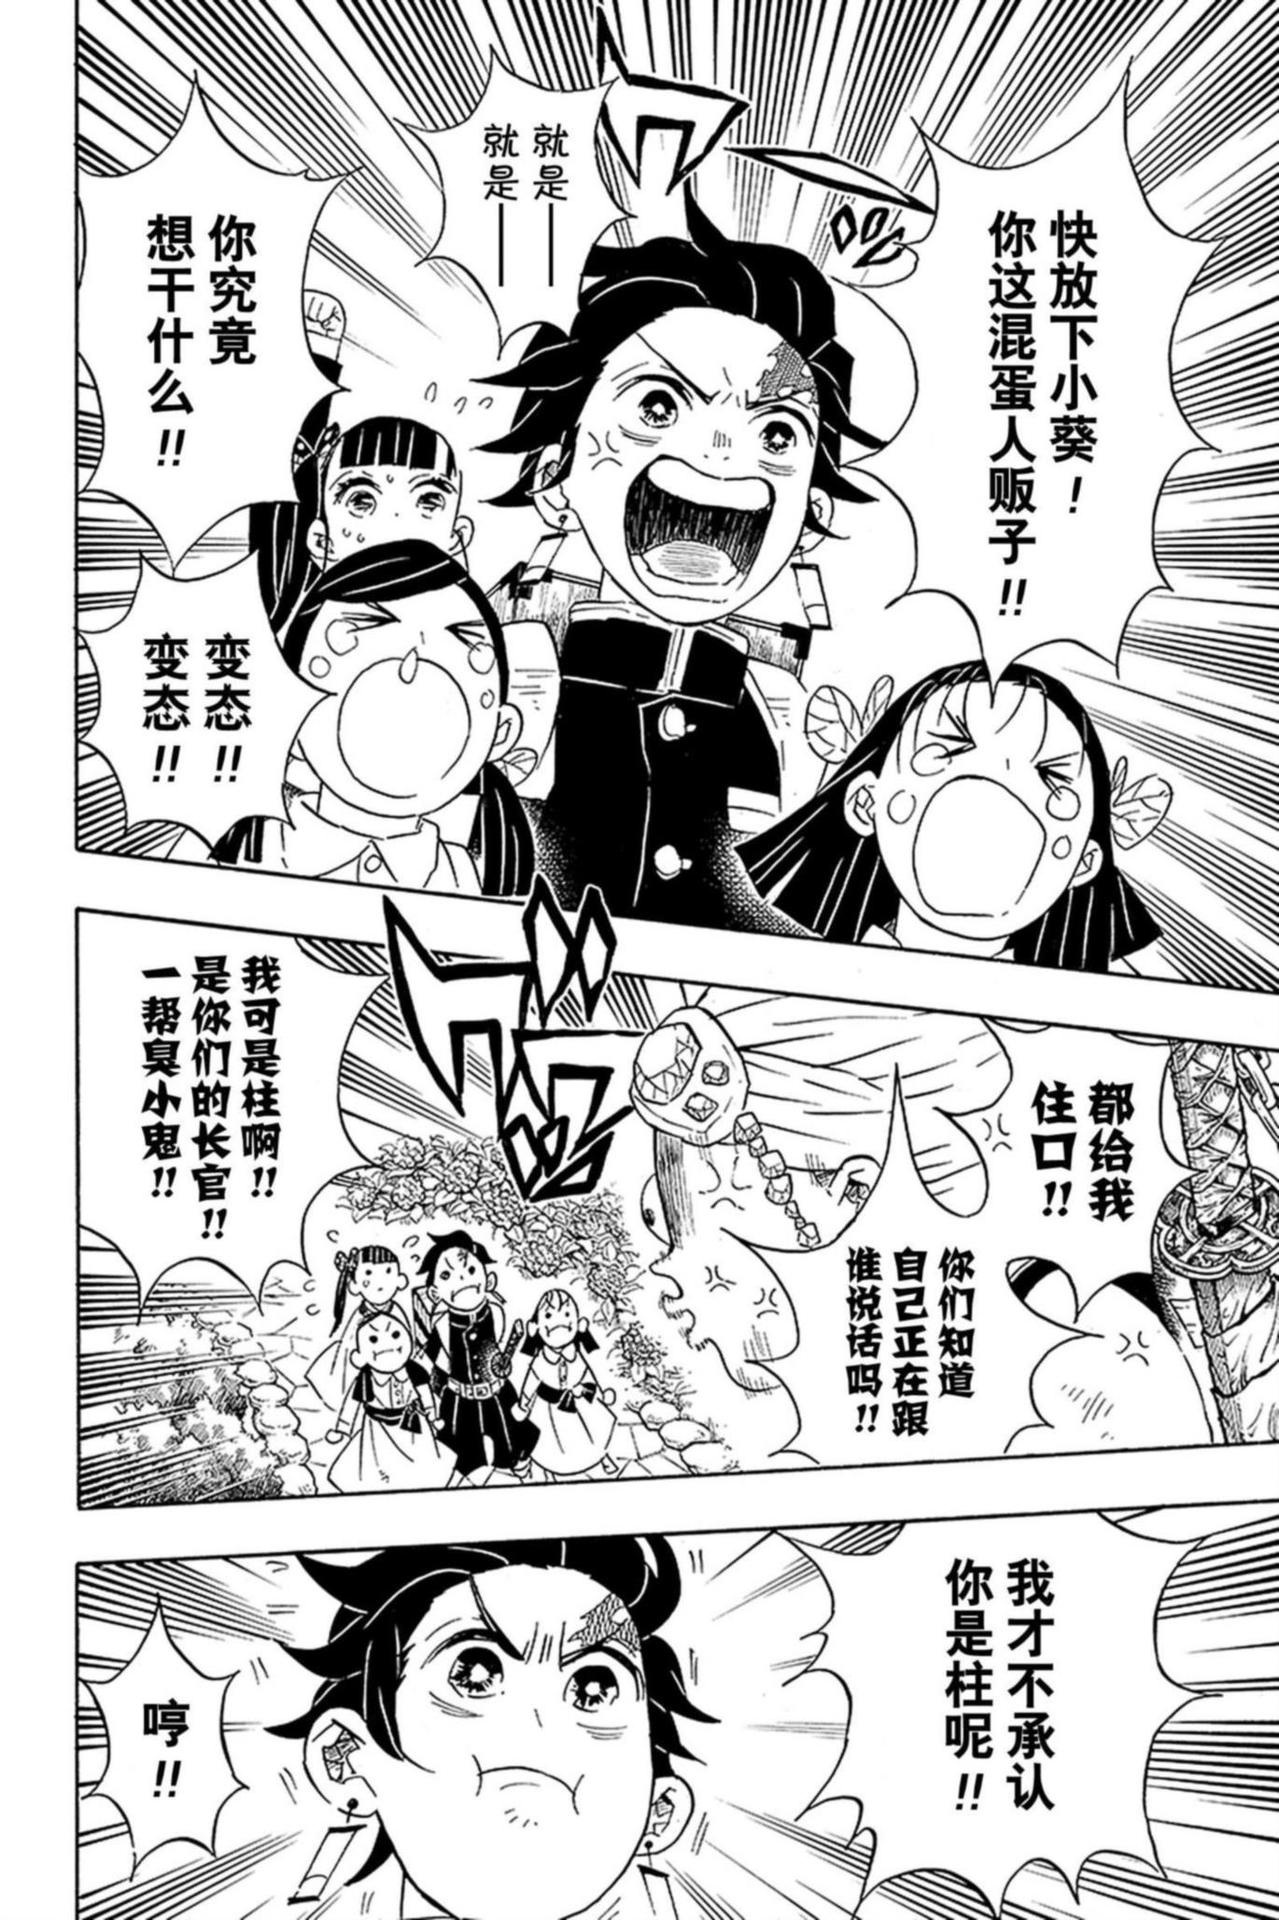 快放下小葵！
你这混蛋人贩子!!
ワ
就是——
就是——
你究竟
想干什么!!
变态!!
变态!!
都给我
住口!!
你们知道
自己正在跟
谁说话吗!!
我可是柱啊!!
是你们的长官!!
一帮臭小鬼!!
我才不承认
你是柱呢!!
哼!!